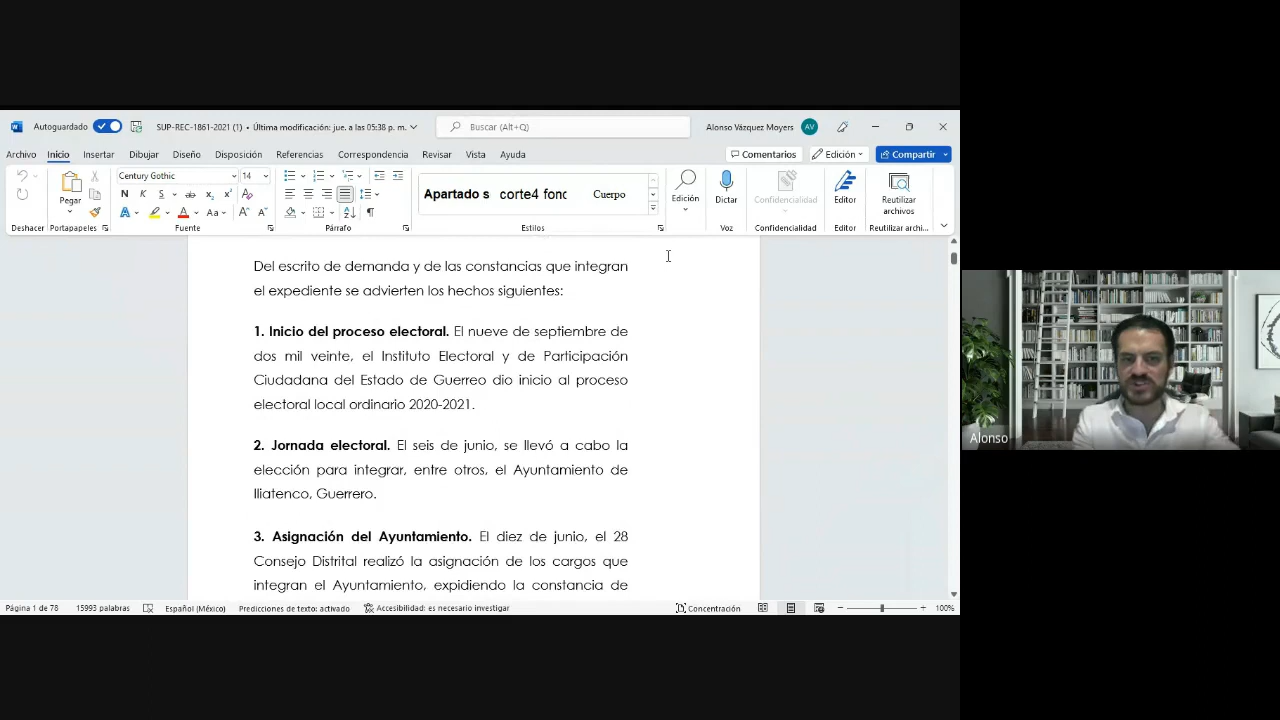 Autoguardado
SUP-REC-1861-2021 (1) • Última modificación: jue. a las 05:38 p. m.
Buscar (Alt+Q)
Alonso Vázquez Moyers
AV
Archivo
Inicio
Insertar
Dibujar
Diseño
Disposición
Referencias
Correspondencia
Revisar
Vista
Ayuda
Comentarios
Edición
Compartir
Pegar
Century Gothic
14
N K S ab x₂ x²
Aa
Apartado s
corte4 fond
Cuerpo
Edición
Dictar
Confidencialidad
Editor
Reutilizar
archivos
Deshacer
Portapapeles
Fuente
Párrafo
Estilos
Voz
Confidencialidad
Editor
Reutilizar archi...
Del escrito de demanda y de las constancias que integran
el expediente se advierten los hechos siguientes:
1. Inicio del proceso electoral. El nueve de septiembre de
dos mil veinte, el Instituto Electoral y de Participación
Ciudadana del Estado de Guerreo dio inicio al proceso
electoral local ordinario 2020-2021.
2. Jornada electoral. El seis de junio, se llevó a cabo la
elección para integrar, entre otros, el Ayuntamiento de
Iliatenco, Guerrero.
3. Asignación del Ayuntamiento. El diez de junio, el 28
Consejo Distrital realizó la asignación de los cargos que
integran el Ayuntamiento, expidiendo la constancia de
Alonso
Página 1 de 78
15993 palabras
Español (México)
Predicciones de texto: activado
Accesibilidad: es necesario investigar
Concentración
100%